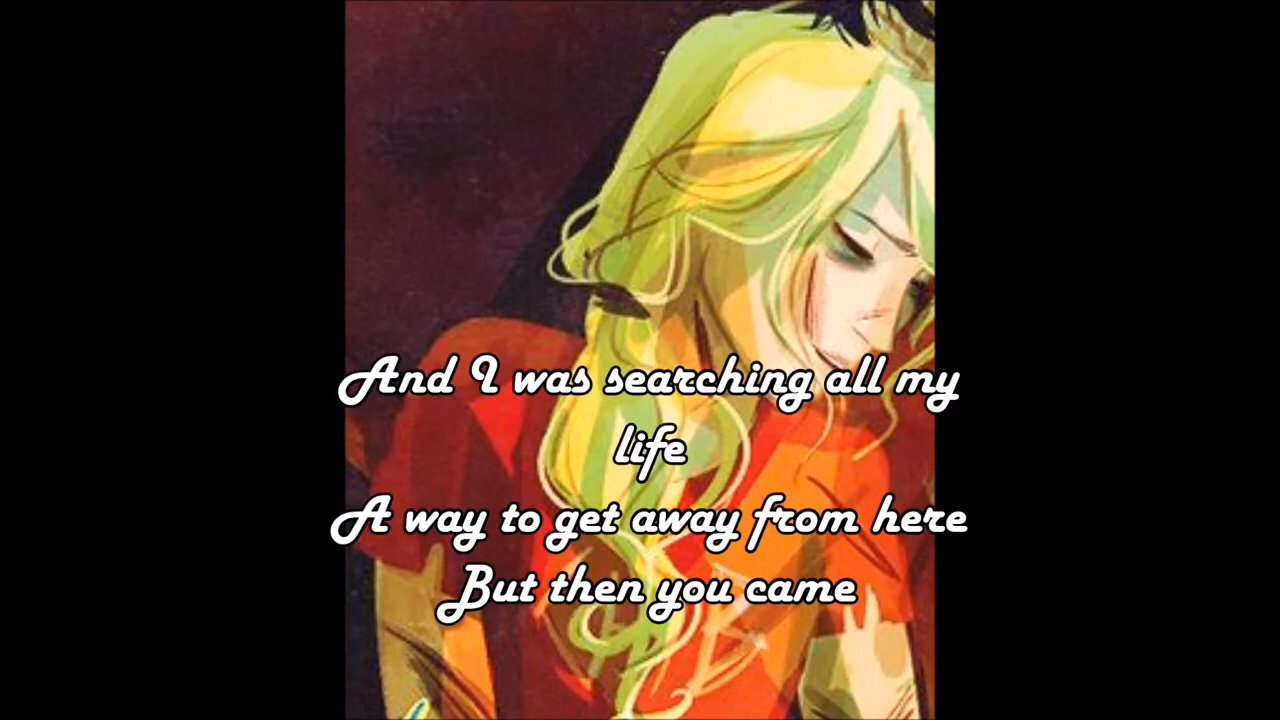 And I was searching all my
life
A way to get away from here
But then you came